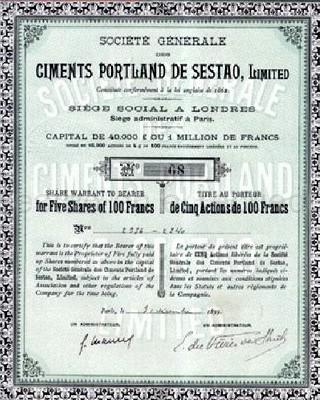 SOCIÉTÉ GÉNÉRALE
DES
CIMENTS PORTLAND DE SESTAO, LIMITED
Constituée conformément à la loi anglaise de 1862.
SIÈGE SOCIAL A LONDRES
Siège administratif à Paris.
CAPITAL DE 40.000 £ OU 1 MILLION DE FRANCS
No 68
SHARE WARRANT TO BEARER
for Five Shares of 100 Francs
Nos 2336 — 2340
This is to certify that the Bearer of this
warrant is the Proprietor of Five fully paid
up Shares numbered as above in the capital
of the Société Générale des Ciments Portland de
Sestao, Limited, subject to the articles of
Association and other regulations of the
Company for the time being.
TITRE AU PORTEUR
de Cinq Actions de 100 Francs
Le porteur du présent titre est proprié-
taire de CINQ Actions libérées de la Société
Générale des Ciments Portland de Sestao,
Limited, portant les numéros indiqués ci-
dessus et soumises aux conditions stipulées
dans les Statuts et autres règlements de
la Compagnie.
Paris, le
UN ADMINISTRATEUR,
UN ADMINISTRATEUR,